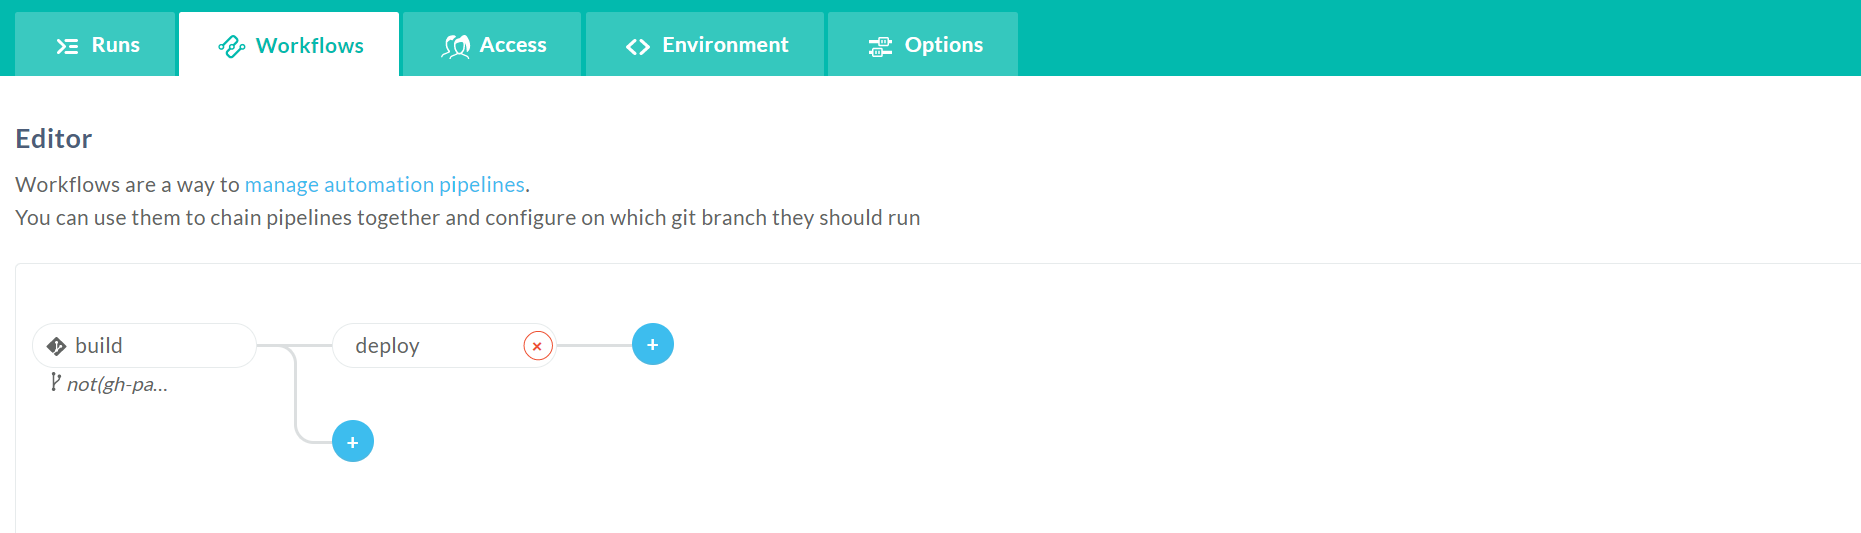 Runs
Workflows
Access
Environment
Options
Editor
Workflows are a way to manage automation pipelines.
You can use them to chain pipelines together and configure on which git branch they should run
build
deploy
not(gh-pa...